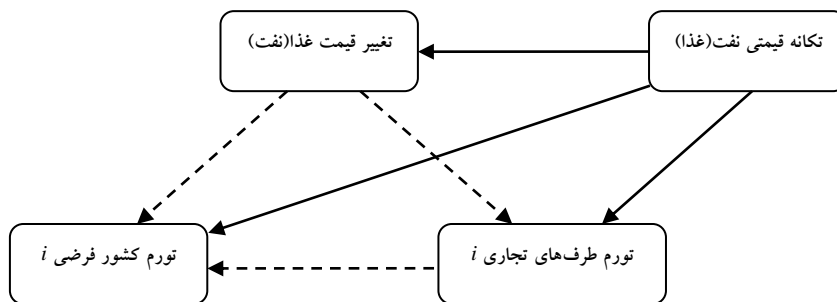 تکانه قیمتی نفت(غذا)
تغییر قیمت غذا(نفت)
تورم طرف‌های تجاری i
تورم کشور فرضی i